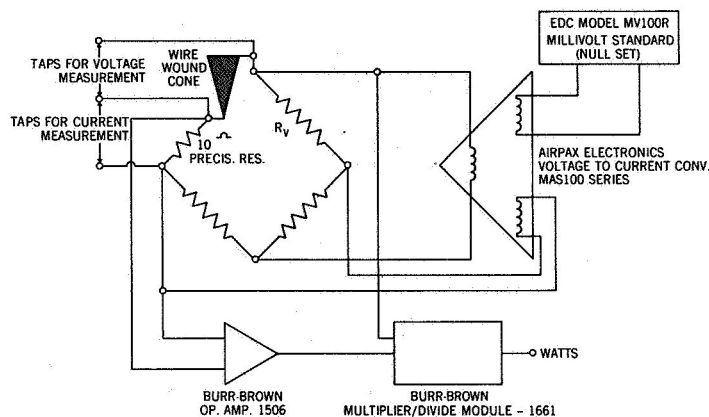 EDC MODEL MV100R
MILLIVOLT STANDARD
(NULL SET)
TAPS FOR VOLTAGE
MEASUREMENT
WIRE
WOUND
CONE
TAPS FOR CURRENT
MEASUREMENT
RV
10 Ω
PRECIS. RES.
AIRPAX ELECTRONICS
VOLTAGE TO CURRENT CONV.
MAS100 SERIES
WATTS
BURR-BROWN
OP. AMP. 1506
BURR-BROWN
MULTIPLIER/DIVIDE MODULE - 1661